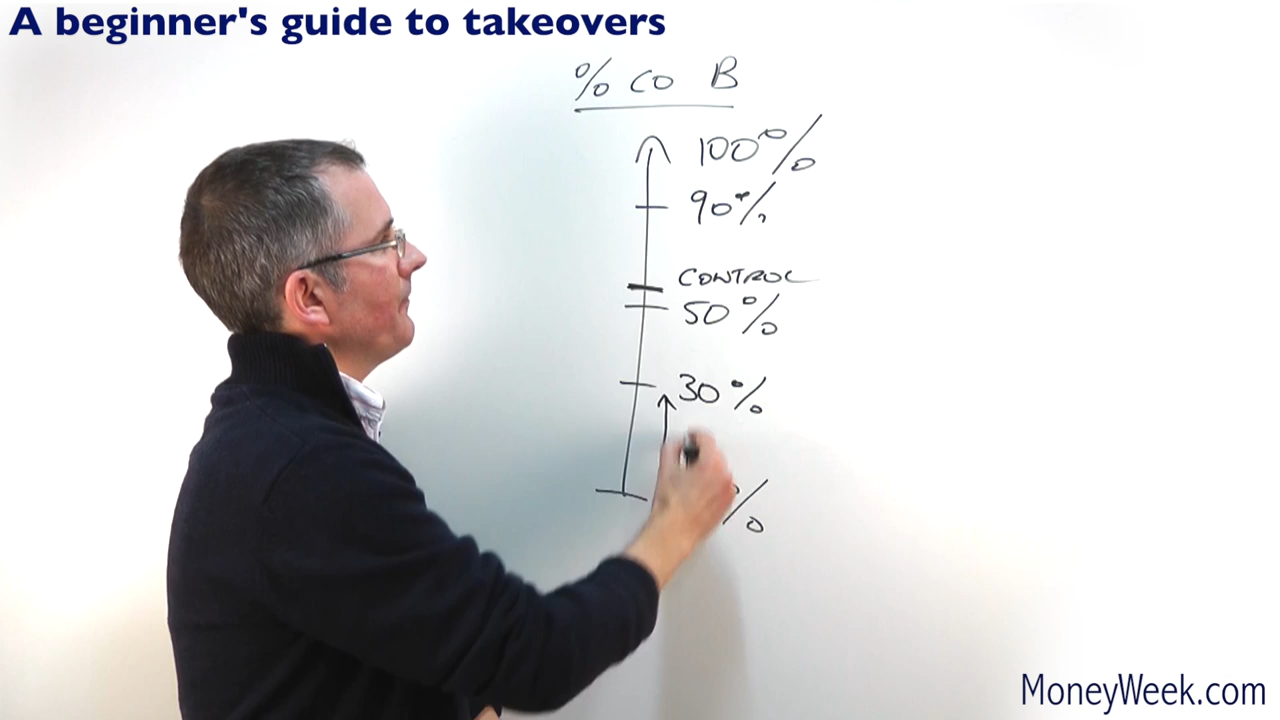 A beginner's guide to takeovers
% CO B
100%
90%
CONTROL
50%
30%
%
MoneyWeek.com